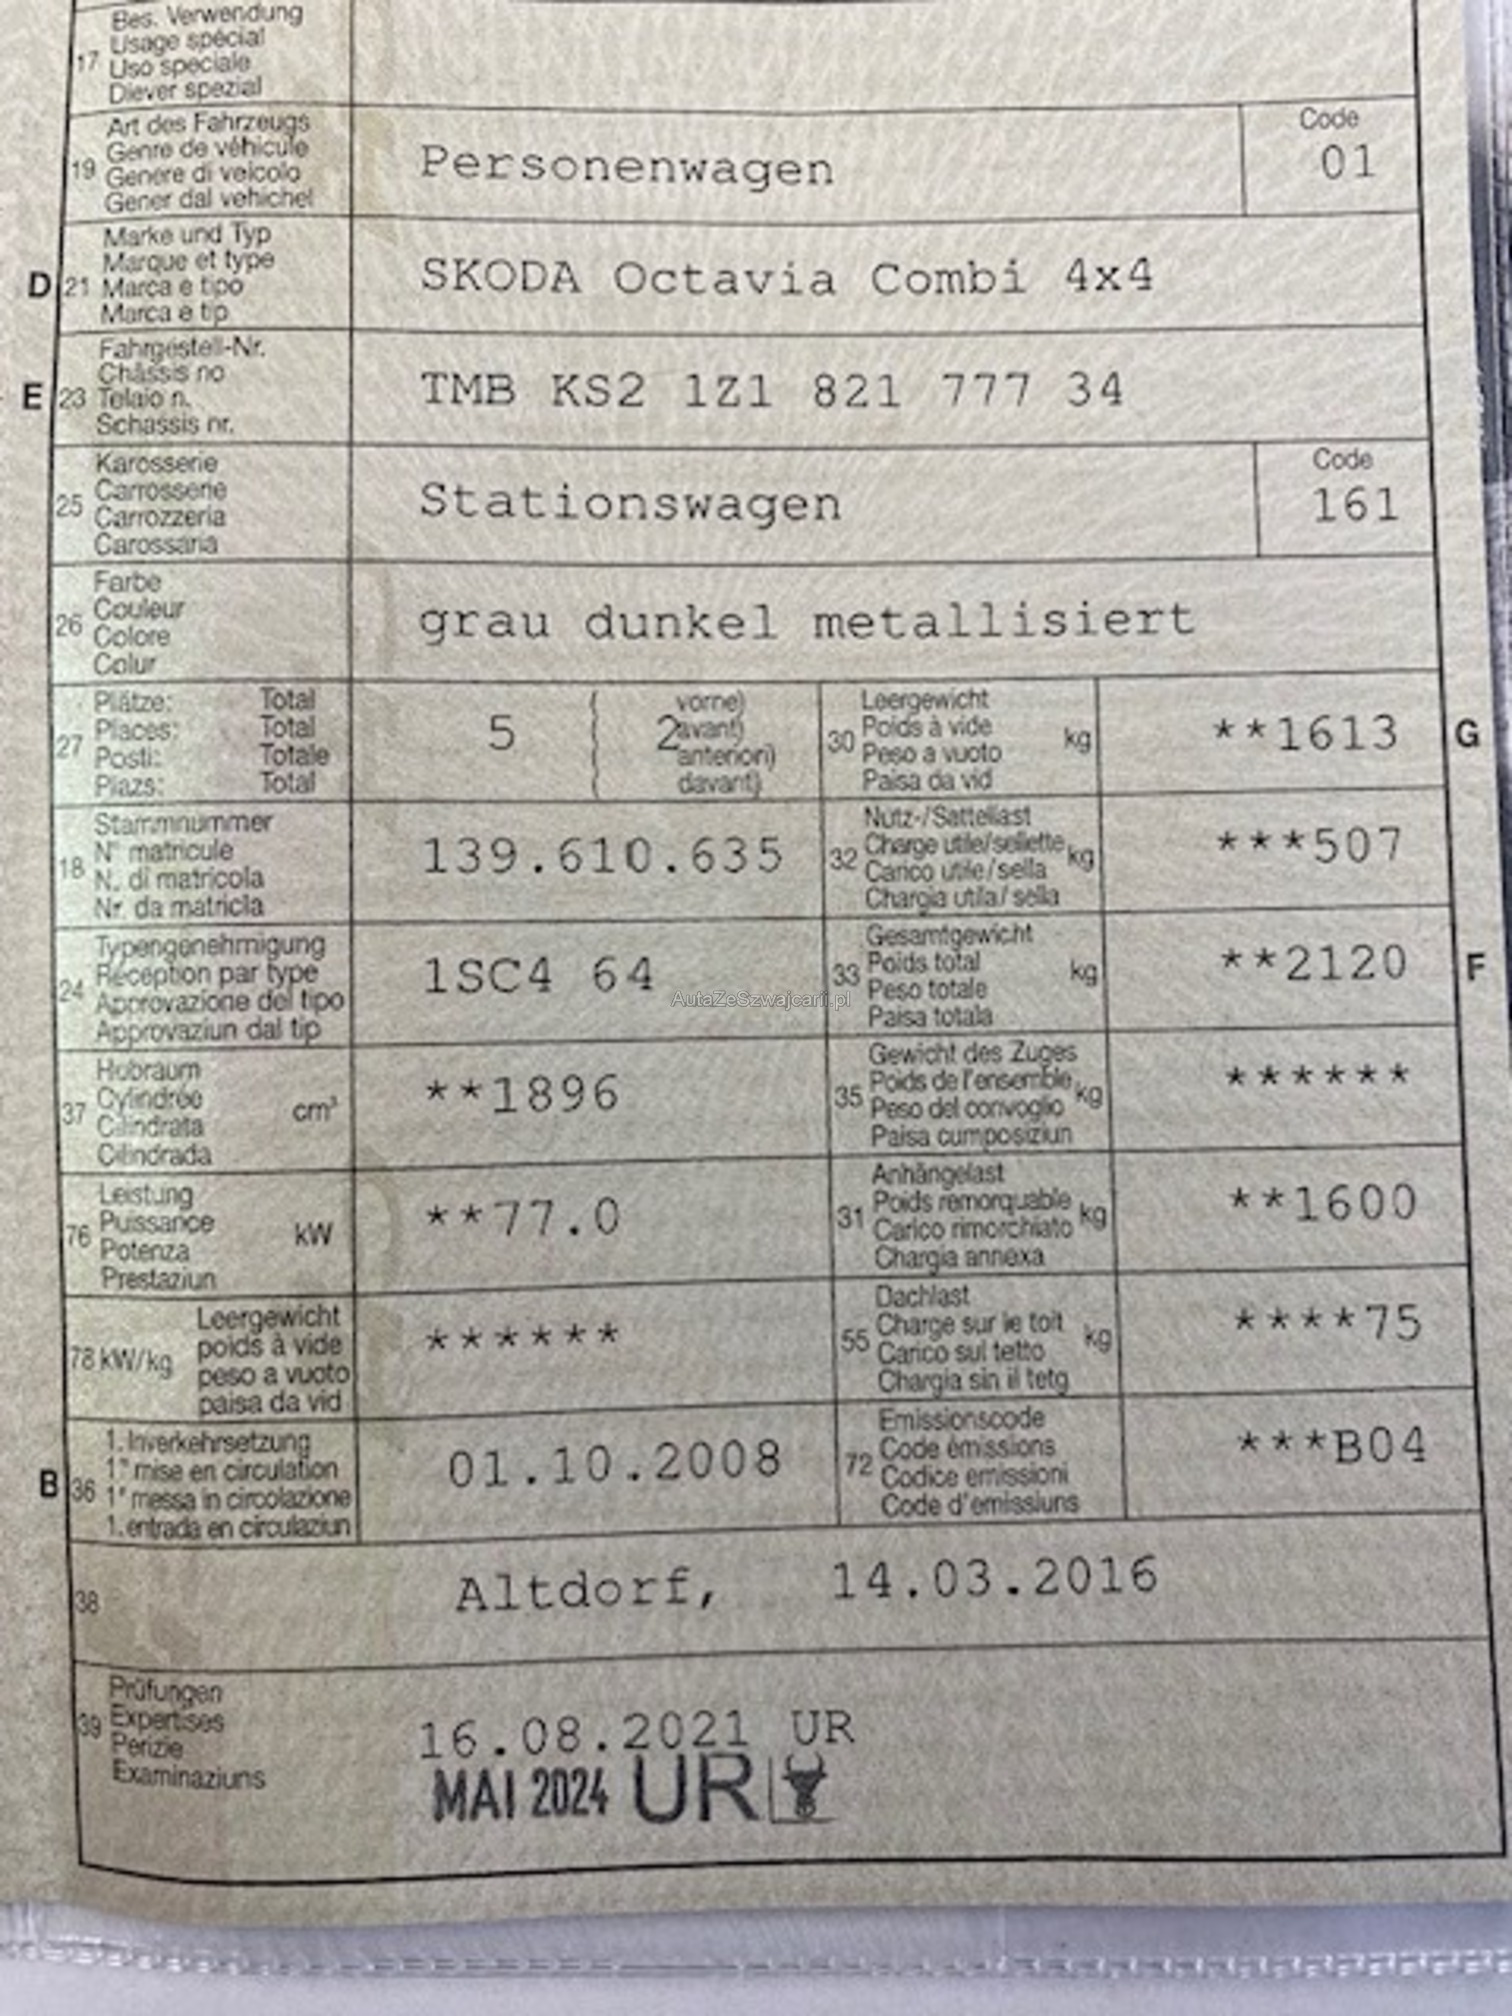 Bes. Verwendung
17 Usage spécial
Uso speciale
Diever spezial
Art des Fahrzeugs
19 Genre de véhicule
Genere di veicolo
Gener dal vehichel
Personenwagen
Code
01
Marke und Typ
D 21 Marque et type
Marca e tipo
Marca e tip
SKODA Octavia Combi 4x4
Fahrgestell-Nr.
E 23 Châssis no
Telaio n.
Schassis nr.
TMB KS2 1Z1 821 777 34
Karosserie
25 Carrosserie
Carrozzeria
Carossaria
Stationswagen
Code
161
Farbe
26 Couleur
Colore
Colur
grau dunkel metallisiert
Plätze: Total
27 Places: Total
Posti: Totale
Plazs: Total
5 ( 2 vorne)
( avant)
( anteriori)
( davant)
Leergewicht
30 Poids à vide kg
Peso a vuoto
Paisa da vid
**1613 G
Stammnummer
18 N° matricule
N. di matricola
Nr. da matricla
139.610.635
Nutz-/Sattellast
32 Charge utile/sellette kg
Carico utile/sella
Chargia utila/sella
***507
Typengenehmigung
24 Réception par type
Approvazione del tipo
Approvaziun dal tip
1SC4 64
AutaZeSzwajcarii.pl
Gesamtgewicht
33 Poids total kg
Peso totale
Paisa totala
**2120 F
Hubraum
37 Cylindrée cm³
Cilindrata
Cilindrada
**1896
Gewicht des Zuges
35 Poids de l'ensemble kg
Peso del convoglio
Paisa cumposiziun
******
Leistung
76 Puissance kW
Potenza
Prestaziun
**77.0
Anhängelast
31 Poids remorquable kg
Carico rimorchiato
Chargia annexa
**1600
Leergewicht
78 kW/kg poids à vide
peso a vuoto
paisa da vid
******
Dachlast
55 Charge sur le toit kg
Carico sul tetto
Chargia sin il tetg
****75
1. Inverkehrsetzung
B 36 1re mise en circulation
1a messa in circolazione
1. entrada en circulaziun
01.10.2008
Emissionscode
72 Code émissions
Codice emissioni
Code d'emissiuns
***B04
38 Altdorf, 14.03.2016
Prüfungen
39 Expertises
Perizie
Examinaziuns
16.08.2021 UR
MAI 2024 UR